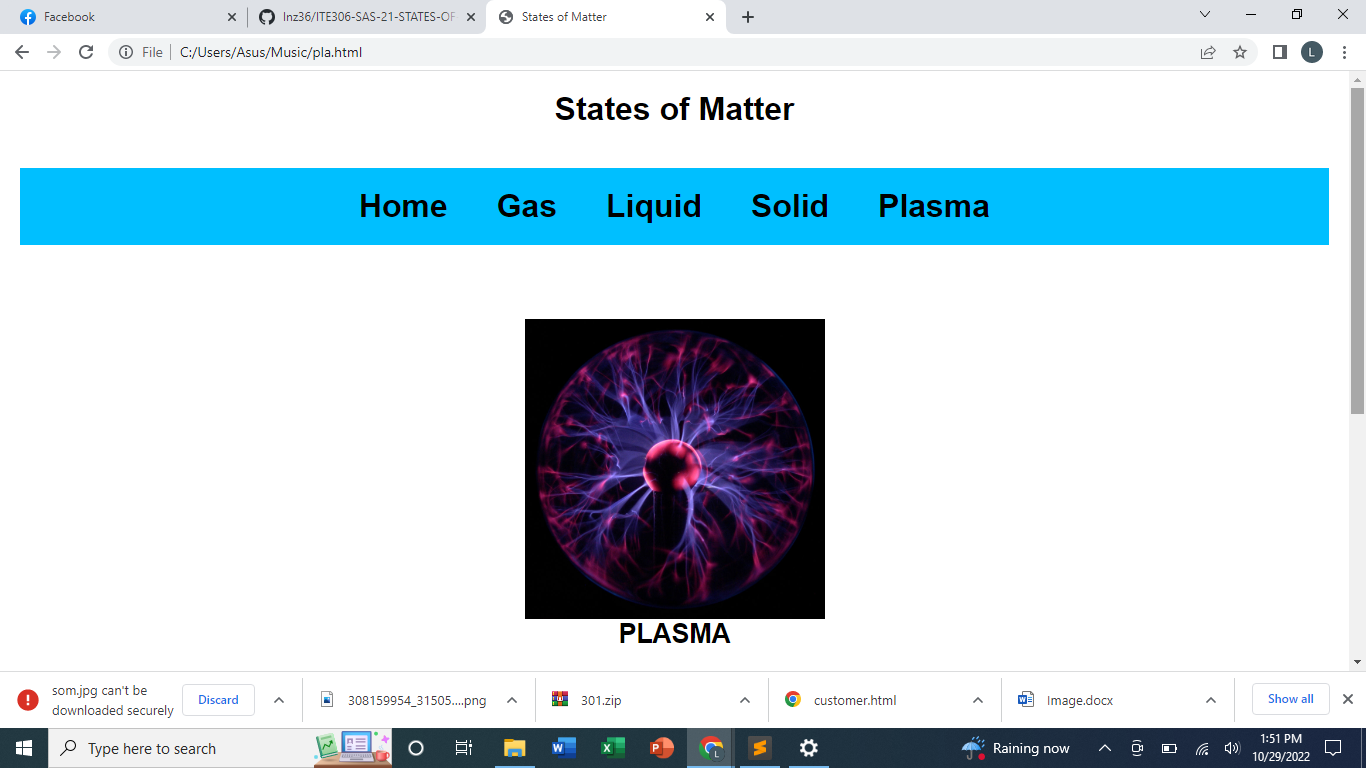 Facebook
Inz36/ITE306-SAS-21-STATES-OF
States of Matter
File
C:/Users/Asus/Music/pla.html
L
States of Matter
Home Gas Liquid Solid Plasma
PLASMA
som.jpg can't be
downloaded securely
Discard
308159954_31505....png
301.zip
customer.html
Image.docx
Show all
Type here to search
Raining now
1:51 PM
10/29/2022